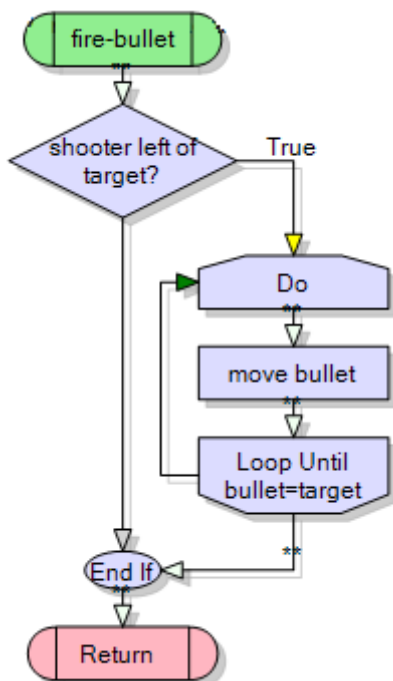 fire-bullet
**
shooter left of
target?
True
Do
**
move bullet
**
Loop Until
bullet=target
**
End If
**
Return